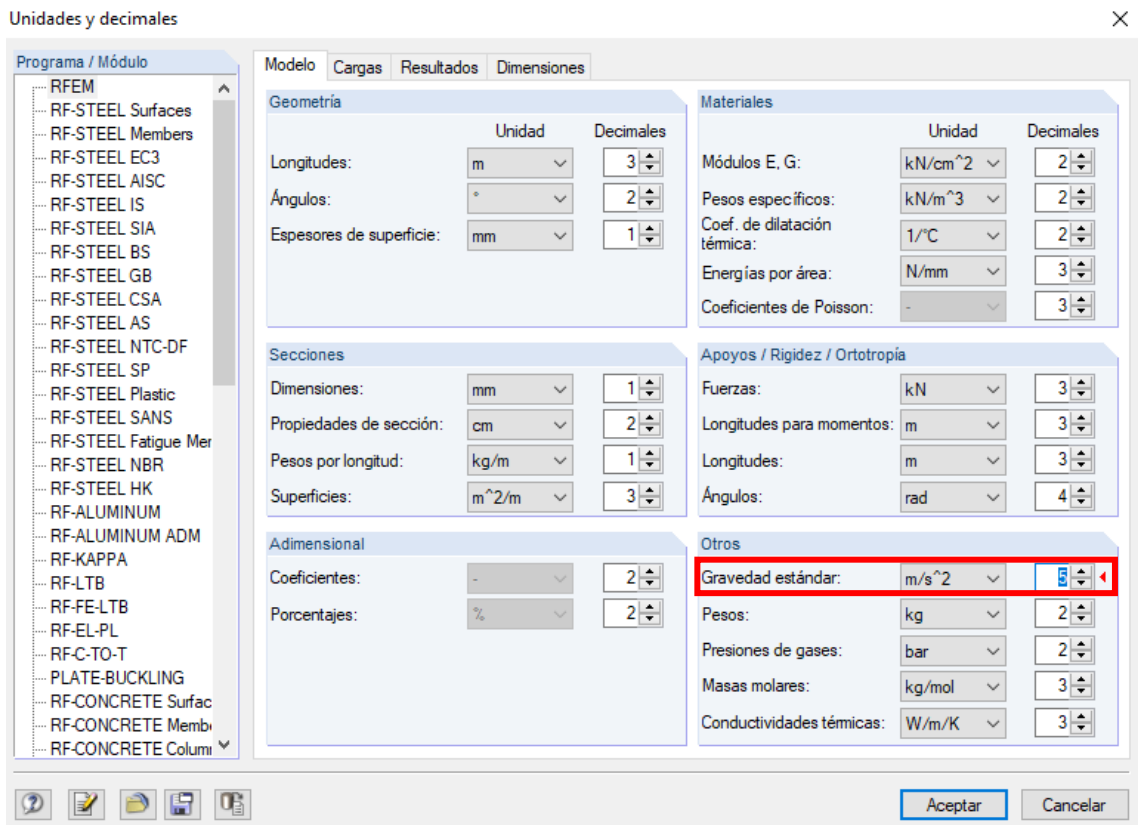 Unidades y decimales
Programa / Módulo
RFEM
RF-STEEL Surfaces
RF-STEEL Members
RF-STEEL EC3
RF-STEEL AISC
RF-STEEL IS
RF-STEEL SIA
RF-STEEL BS
RF-STEEL GB
RF-STEEL CSA
RF-STEEL AS
RF-STEEL NTC-DF
RF-STEEL SP
RF-STEEL Plastic
RF-STEEL SANS
RF-STEEL Fatigue Mer
RF-STEEL NBR
RF-STEEL HK
RF-ALUMINUM
RF-ALUMINUM ADM
RF-KAPPA
RF-LTB
RF-FE-LTB
RF-EL-PL
RF-C-TO-T
PLATE-BUCKLING
RF-CONCRETE Surfac
RF-CONCRETE Memb
RF-CONCRETE Colum
Modelo Cargas Resultados Dimensiones
Geometría
Unidad Decimales
Longitudes: m 3
Ángulos: ° 2
Espesores de superficie: mm 1
Materiales
Unidad Decimales
Módulos E, G: kN/cm^2 2
Pesos específicos: kN/m^3 2
Coef. de dilatación
térmica: 1/°C 2
Energías por área: N/mm 3
Coeficientes de Poisson: - 3
Secciones
Dimensiones: mm 1
Propiedades de sección: cm 2
Pesos por longitud: kg/m 1
Superficies: m^2/m 3
Apoyos / Rigidez / Ortotropía
Fuerzas: kN 3
Longitudes para momentos: m 3
Longitudes: m 3
Ángulos: rad 4
Adimensional
Coeficientes: - 2
Porcentajes: % 2
Otros
Gravedad estándar: m/s^2 5
Pesos: kg 2
Presiones de gases: bar 2
Masas molares: kg/mol 3
Conductividades térmicas: W/m/K 3
Aceptar Cancelar